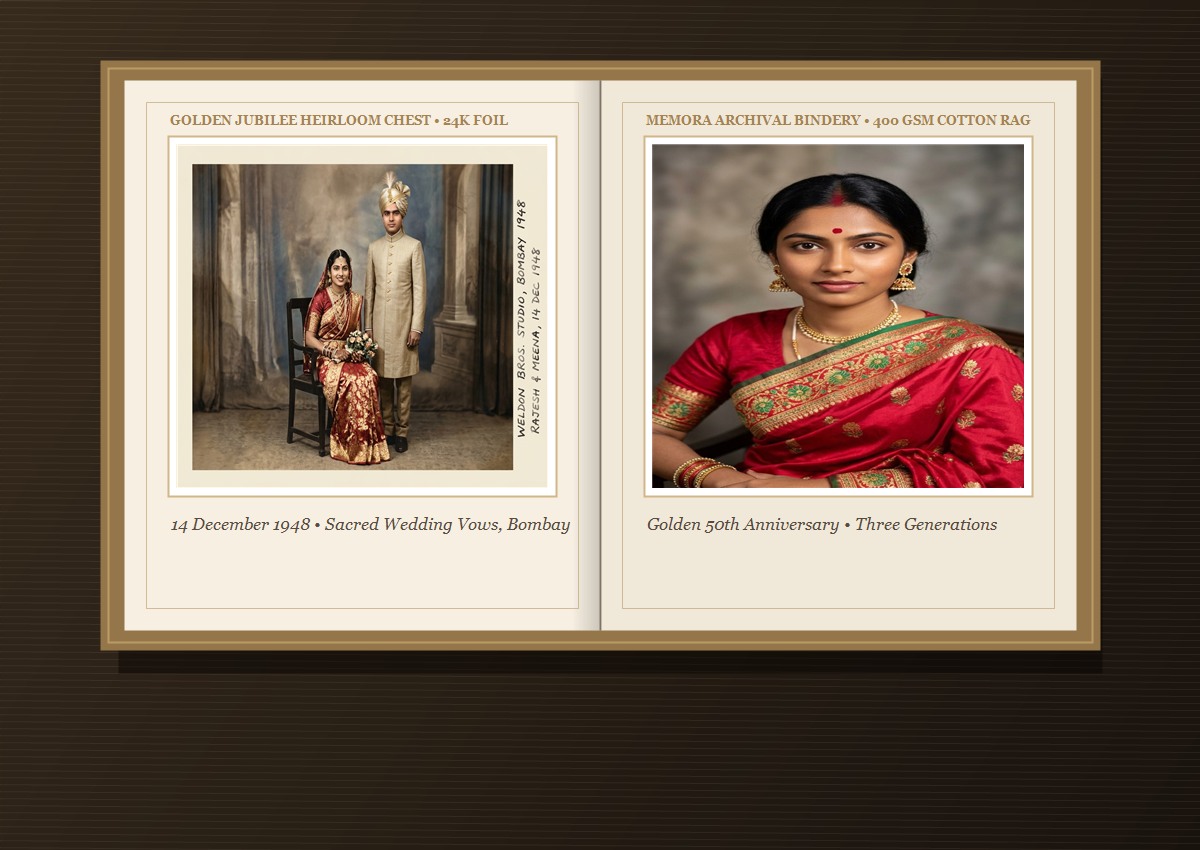 GOLDEN JUBILEE HEIRLOOM CHEST • 24K FOIL
WELDON BROS. STUDIO, BOMBAY 1948
RAJESH & MEENA, 14 DEC 1948
14 December 1948 • Sacred Wedding Vows, Bombay
MEMORA ARCHIVAL BINDERY • 400 GSM COTTON RAG
Golden 50th Anniversary • Three Generations